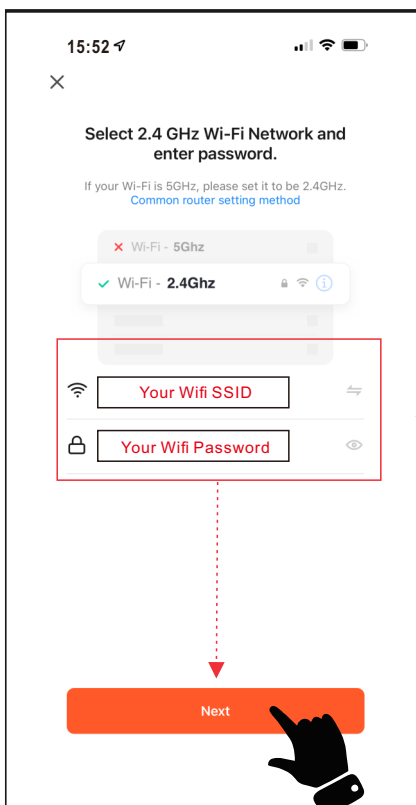 15:52
Select 2.4 GHz Wi-Fi Network and
enter password.
If your Wi-Fi is 5GHz, please set it to be 2.4GHz.
Common router setting method
Wi-Fi - 5Ghz
Wi-Fi - 2.4Ghz
Your Wifi SSID
Your Wifi Password
Next